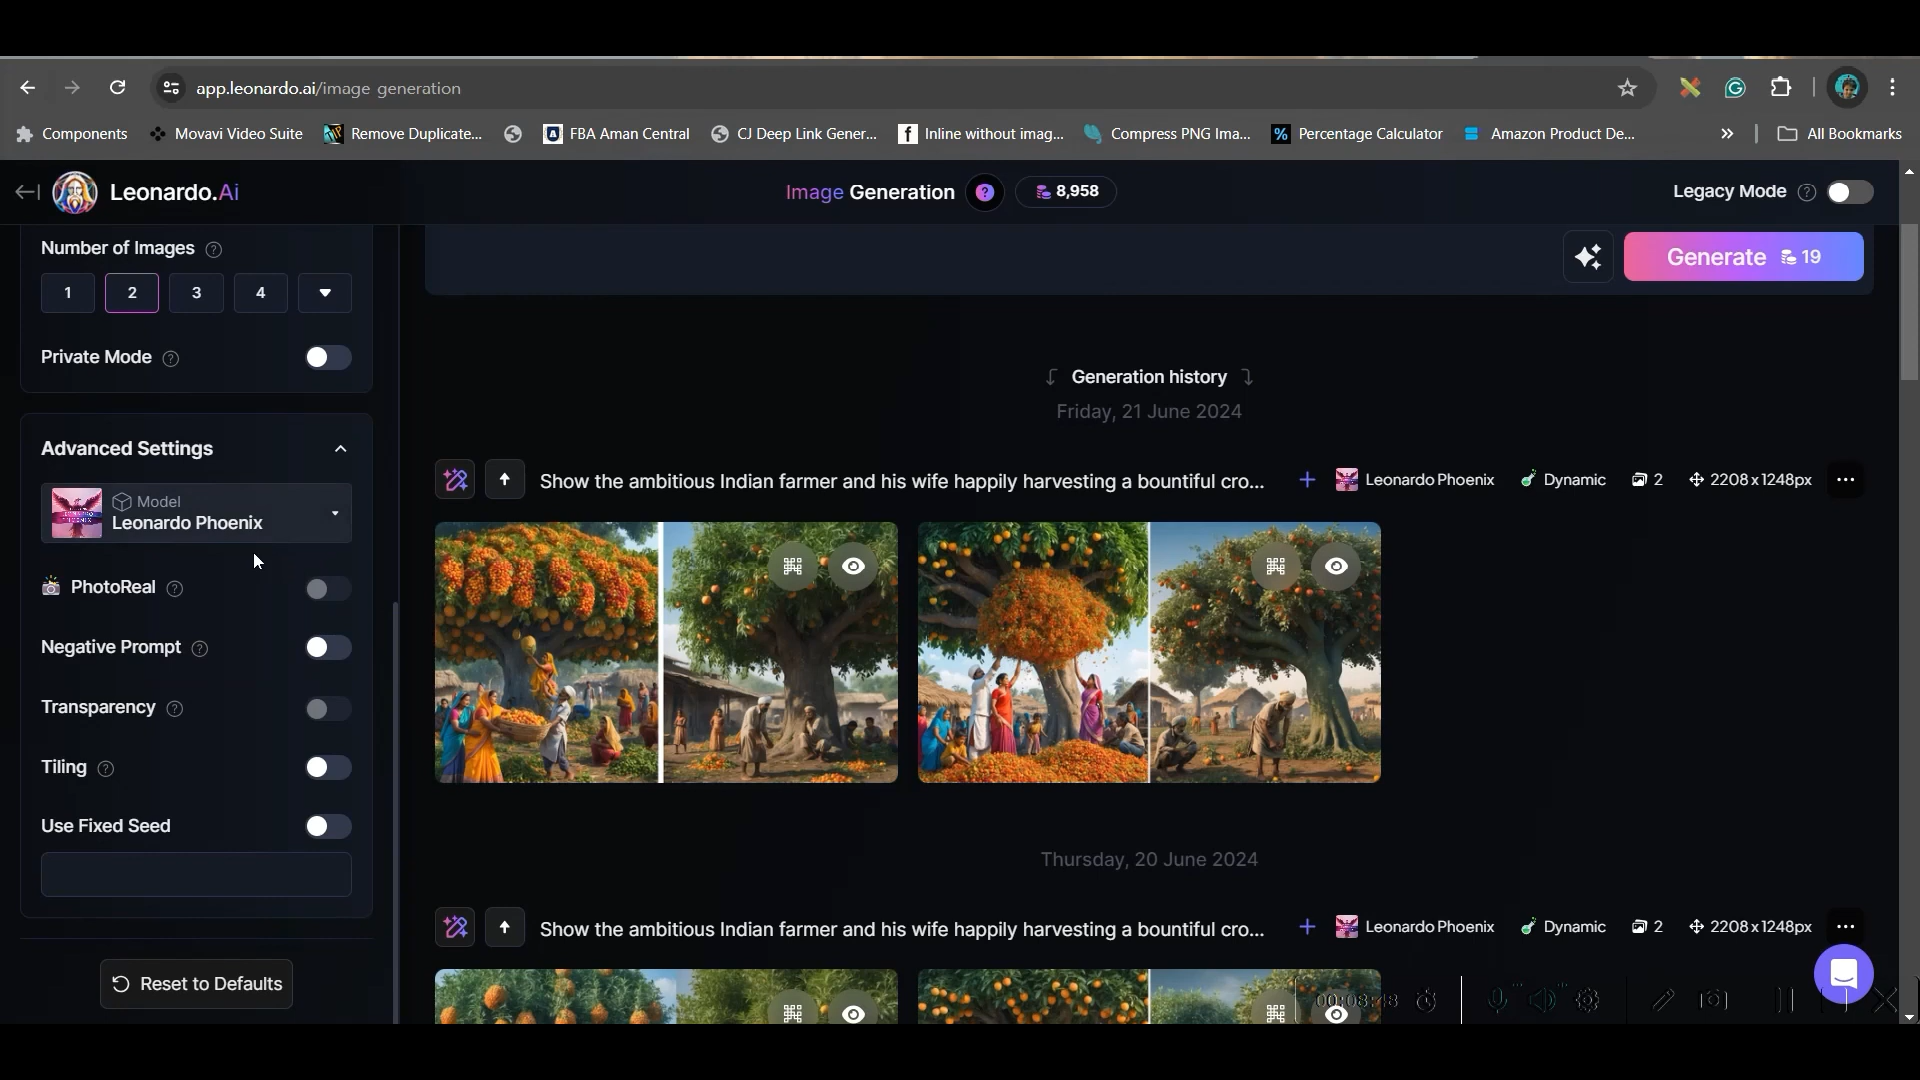 app.leonardo.ai/image generation
Components
Movavi Video Suite
Remove Duplicate...
FBA Aman Central
CJ Deep Link Gener...
Inline without imag...
Compress PNG Ima...
Percentage Calculator
Amazon Product De...
All Bookmarks
Leonardo.Ai
Image Generation
8,958
Legacy Mode
Number of Images
1
2
3
4
Private Mode
Generate 19
Generation history
Friday, 21 June 2024
Advanced Settings
Model
Leonardo Phoenix
PhotoReal
Negative Prompt
Transparency
Tiling
Use Fixed Seed
Reset to Defaults
Show the ambitious Indian farmer and his wife happily harvesting a bountiful cro...
Leonardo Phoenix
Dynamic
2
2208x1248px
Thursday, 20 June 2024
Show the ambitious Indian farmer and his wife happily harvesting a bountiful cro...
Leonardo Phoenix
Dynamic
2
2208x1248px